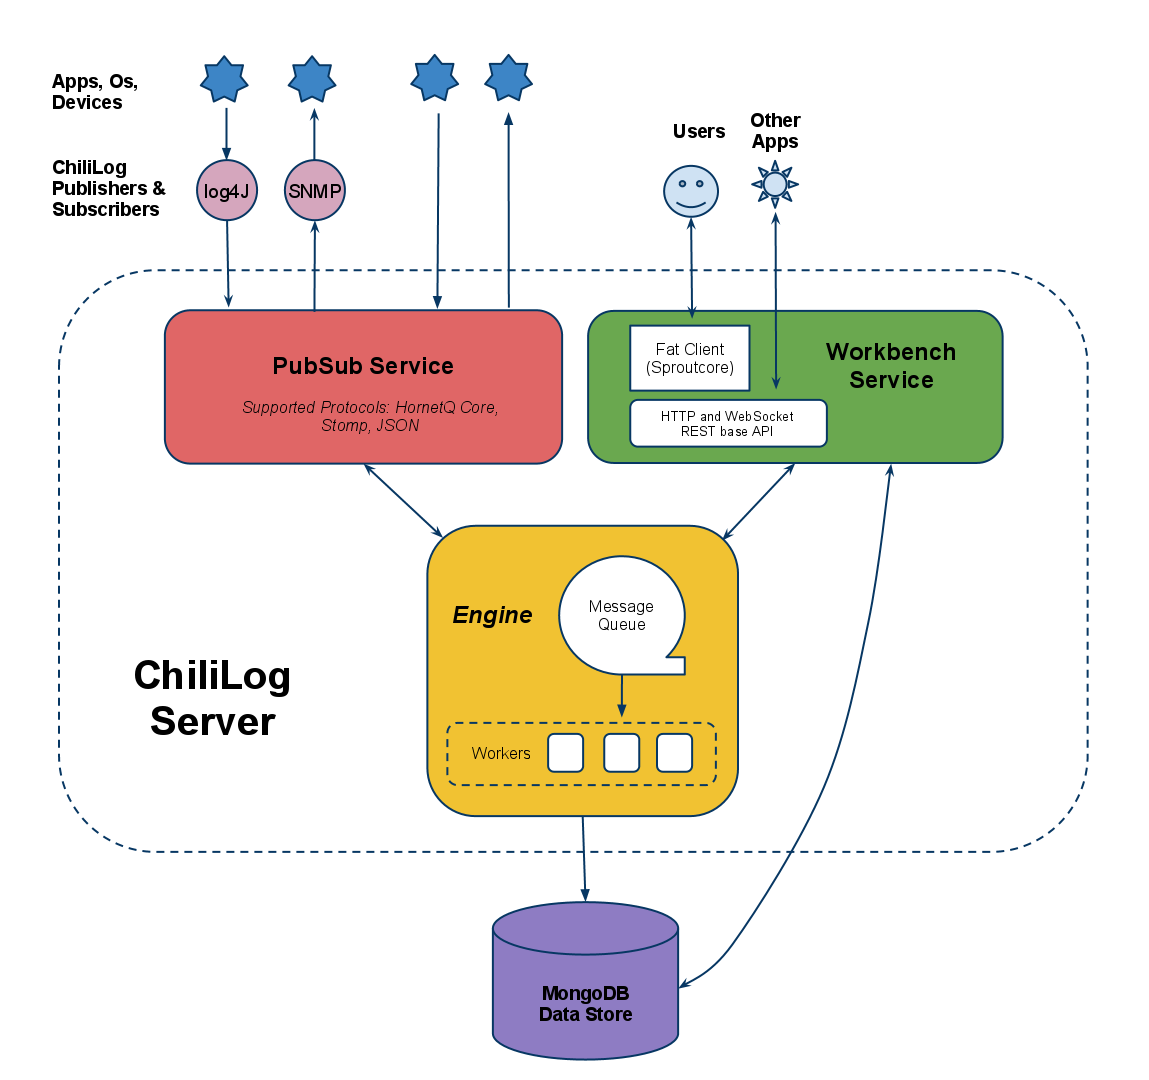 Apps, Os,
Devices
ChiliLog
Publishers &
Subscribers
log4J
SNMP
Users
Other
Apps
PubSub Service
Supported Protocols: HornetQ Core,
Stomp, JSON
Fat Client
(Sproutcore)
Workbench
Service
HTTP and WebSocket
REST base API
Engine
Message
Queue
Workers
ChiliLog
Server
MongoDB
Data Store